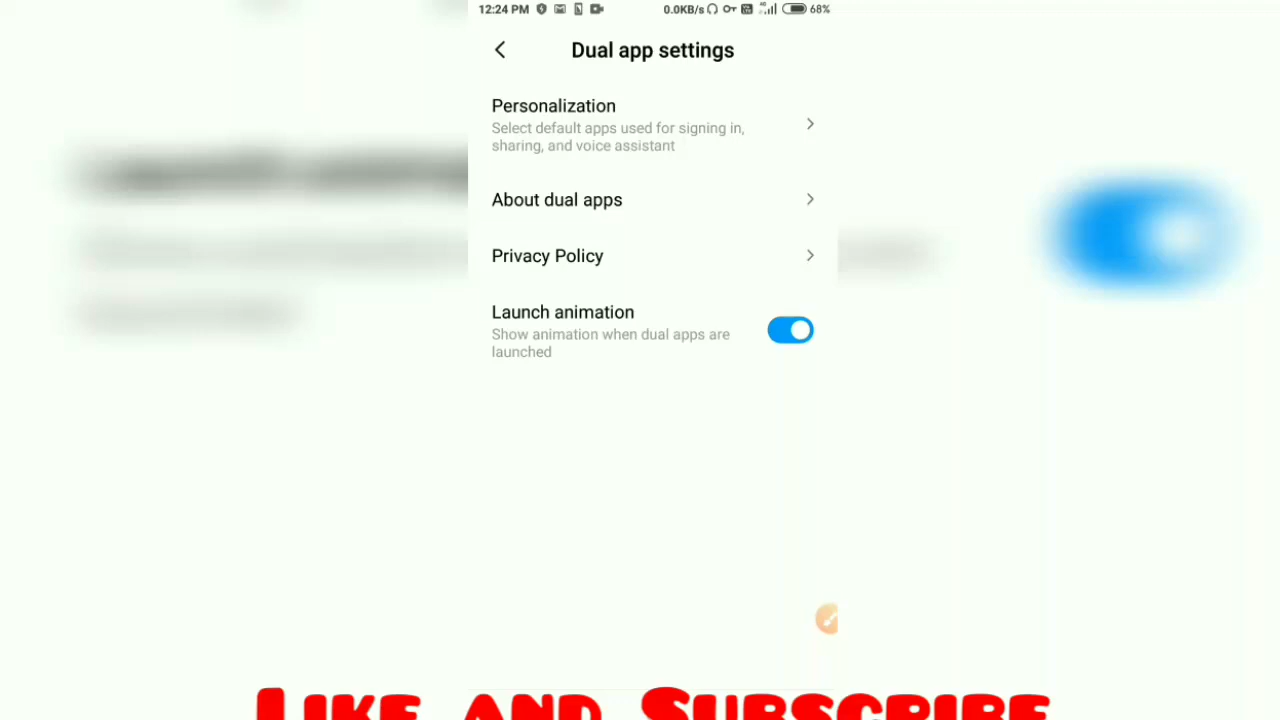 12:24 PM 0.0KB/s 4G 68%
Dual app settings
Personalization
Select default apps used for signing in,
sharing, and voice assistant
About dual apps
Privacy Policy
Launch animation
Show animation when dual apps are
launched
LIKE AND SUBSCRIBE